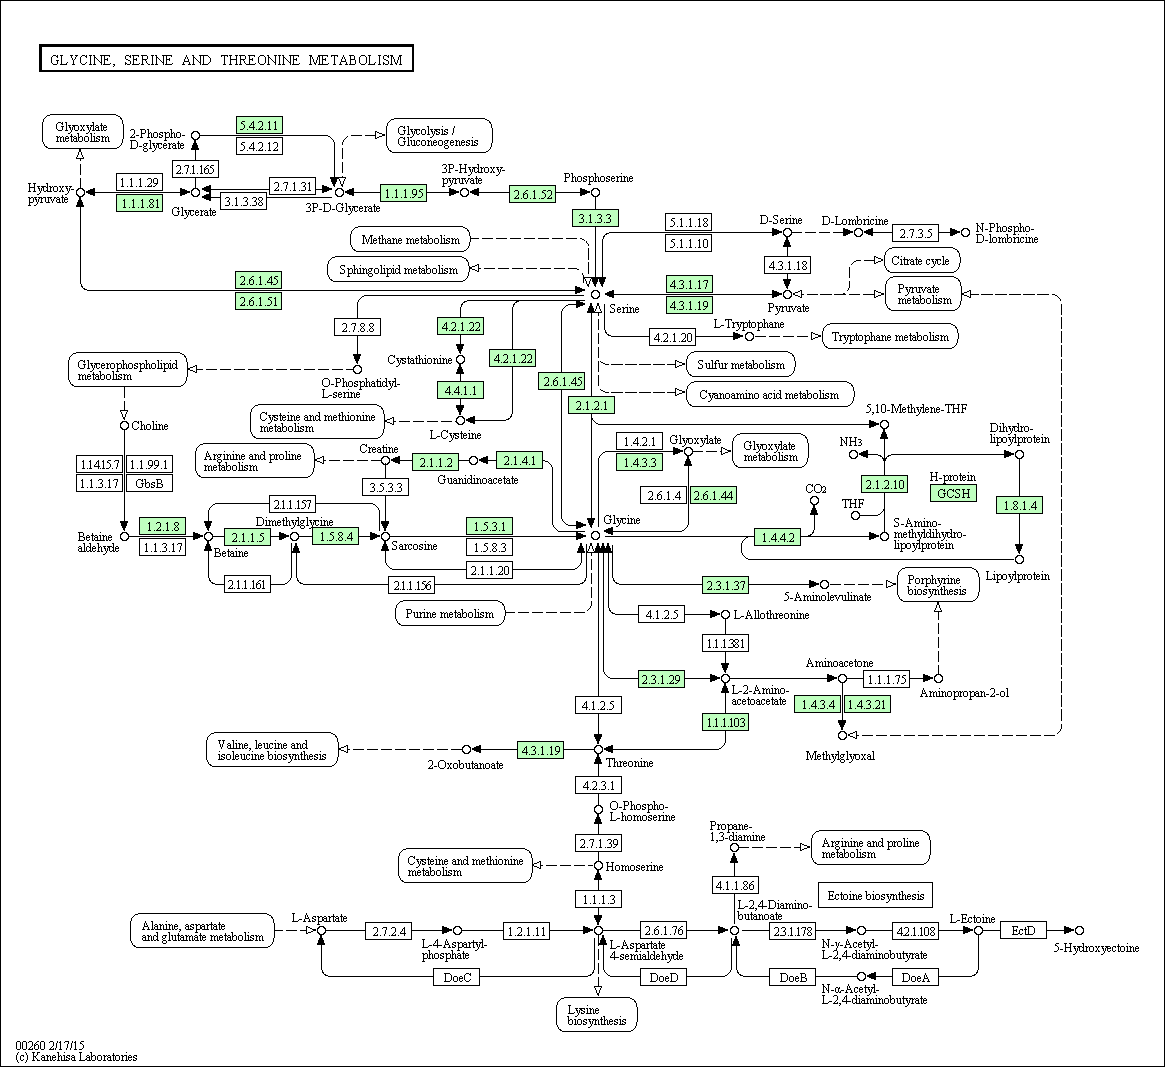 GLYCINE, SERINE AND THREONINE METABOLISM
Glyoxylate
metabolism
2-Phospho-
D-glycerate
5.4.2.11
5.4.2.12
Glycolysis /
Gluconeogenesis
2.7.1.165
3P-Hydroxy-
pyruvate
Phosphoserine
Hydroxy-
pyruvate
1.1.1.29
1.1.1.81
Glycerate
2.7.1.31
3.1.3.38
3P-D-Glycerate
1.1.1.95
2.6.1.52
3.1.3.3
Methane metabolism
Sphingolipid metabolism
5.1.1.18
5.1.1.10
D-Serine
D-Lombricine
2.7.3.5
N-Phospho-
D-lombricine
4.3.1.18
Citrate cycle
Pyruvate
metabolism
2.6.1.45
2.6.1.51
4.3.1.17
4.3.1.19
Serine
Pyruvate
2.7.8.8
4.2.1.22
4.2.1.22
4.2.1.20
L-Tryptophane
Tryptophane metabolism
Cystathionine
Glycerophospholipid
metabolism
O-Phosphatidyl-
L-serine
4.4.1.1
2.6.1.45
2.1.2.1
Sulfur metabolism
Cyanoamino acid metabolism
Choline
Cysteine and methionine
metabolism
L-Cysteine
5,10-Methylene-THF
Arginine and proline
metabolism
Creatine
2.1.1.2
Guanidinoacetate
2.1.4.1
1.4.2.1
1.4.3.3
Glyoxylate
Glyoxylate
metabolism
NH3
Dihydro-
lipoylprotein
1.14.15.7
1.1.99.1
1.1.3.17
GbsB
3.5.3.3
2.6.1.4
2.6.1.44
CO2
2.1.2.10
H-protein
GCSH
1.8.1.4
THF
2.1.1.157
Betaine
aldehyde
1.2.1.8
1.1.3.17
Betaine
2.1.1.5
Dimethylglycine
1.5.8.4
Sarcosine
1.5.3.1
1.5.8.3
2.1.1.20
Glycine
1.4.4.2
S-Amino-
methyldihydro-
lipoylprotein
Lipoylprotein
2.1.1.161
2.1.1.156
Purine metabolism
2.3.1.37
5-Aminolevulinate
Porphyrine
biosynthesis
4.1.2.5
L-Allothreonine
1.1.1.381
2.3.1.29
L-2-Amino-
acetoacetate
Aminoacetone
1.1.1.75
Aminopropan-2-ol
1.4.3.4
1.4.3.21
4.1.2.5
1.1.1.103
Methylglyoxal
Valine, leucine and
isoleucine biosynthesis
2-Oxobutanoate
4.3.1.19
Threonine
4.2.3.1
O-Phospho-
L-homoserine
2.7.1.39
Propane-
1,3-diamine
Arginine and proline
metabolism
Cysteine and methionine
metabolism
Homoserine
1.1.1.3
4.1.1.86
Ectoine biosynthesis
Alanine, aspartate
and glutamate metabolism
L-Aspartate
2.7.2.4
L-4-Aspartyl-
phosphate
1.2.1.11
L-Aspartate
4-semialdehyde
2.6.1.76
L-2,4-Diamino-
butanoate
2.3.1.178
N-γ-Acetyl-
L-2,4-diaminobutyrate
4.2.1.108
L-Ectoine
EctD
5-Hydroxyectoine
DoeC
DoeD
DoeB
N-α-Acetyl-
L-2,4-diaminobutyrate
DoeA
Lysine
biosynthesis
00260 2/17/15
(c) Kanehisa Laboratories